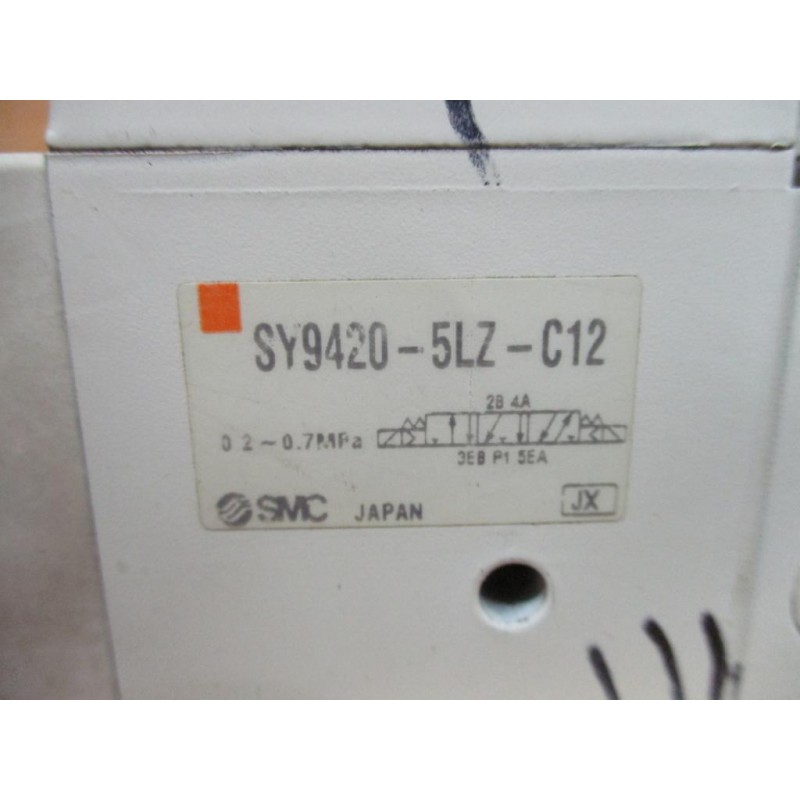 SY9420-5LZ-C12
2B 4A
0.2~0.7MPa
3EB P1 5EA
SMC JAPAN JX